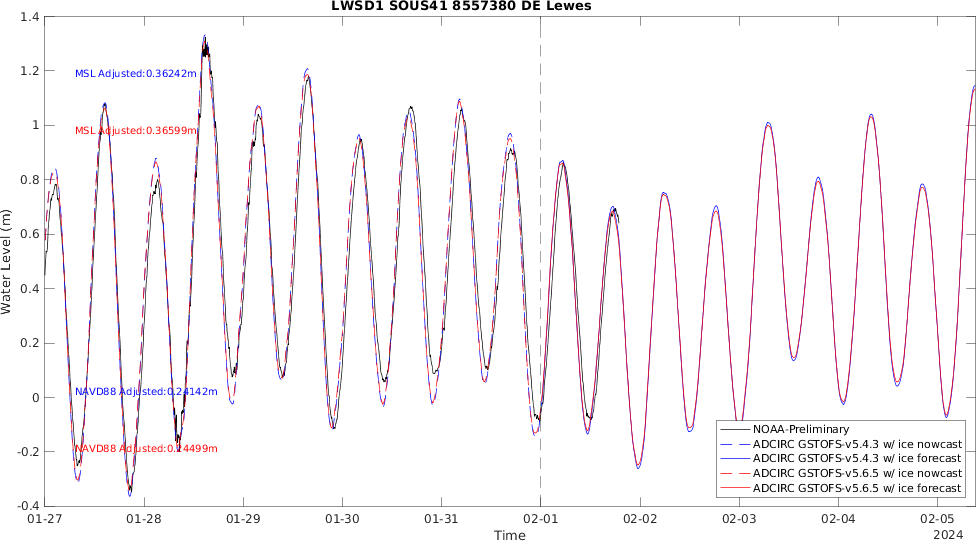 LWSD1 SOUS41 8557380 DE Lewes
Water Level (m)
1.4
1.2
1
0.8
0.6
0.4
0.2
0
-0.2
-0.4
MSL Adjusted:0.36242m
MSL Adjusted:0.36599m
NAVD88 Adjusted:0.24142m
NAVD88 Adjusted:0.24499m
NOAA-Preliminary
ADCIRC GSTOFS-v5.4.3 w/ ice nowcast
ADCIRC GSTOFS-v5.4.3 w/ ice forecast
ADCIRC GSTOFS-v5.6.5 w/ ice nowcast
ADCIRC GSTOFS-v5.6.5 w/ ice forecast
01-27 01-28 01-29 01-30 01-31 02-01 02-02 02-03 02-04 02-05
Time
2024